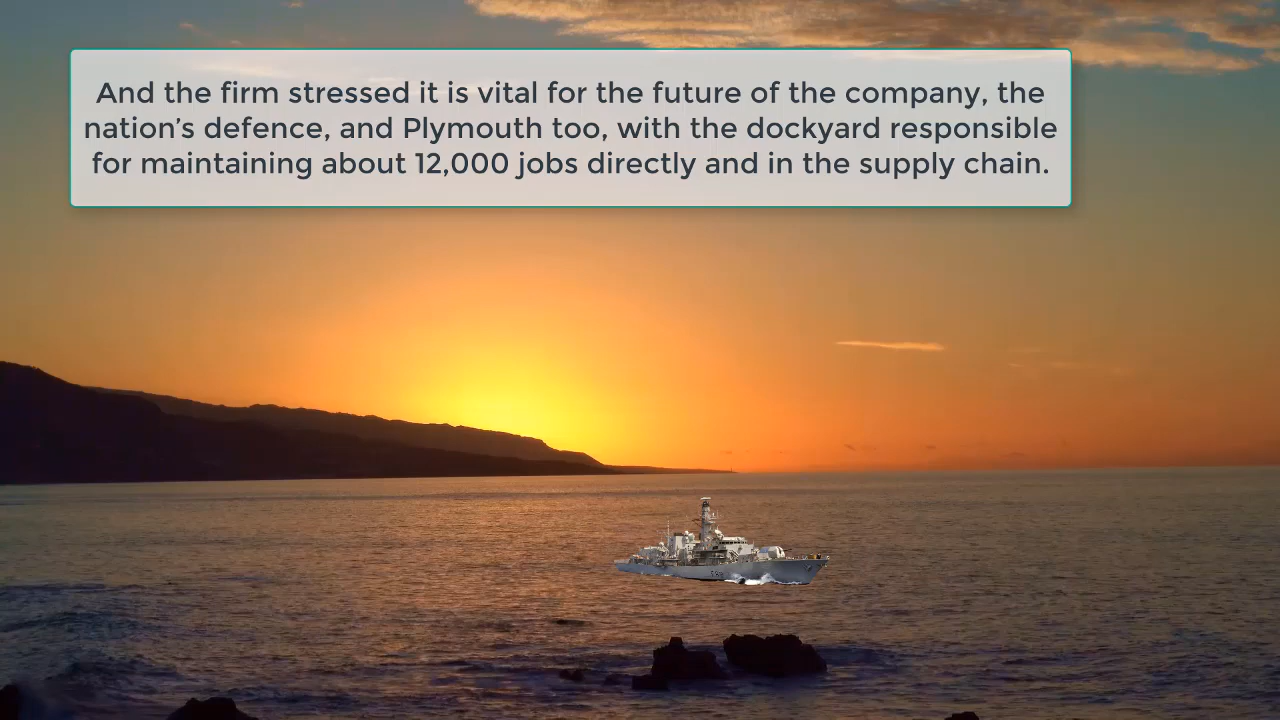 And the firm stressed it is vital for the future of the company, the
nation's defence, and Plymouth too, with the dockyard responsible
for maintaining about 12,000 jobs directly and in the supply chain.